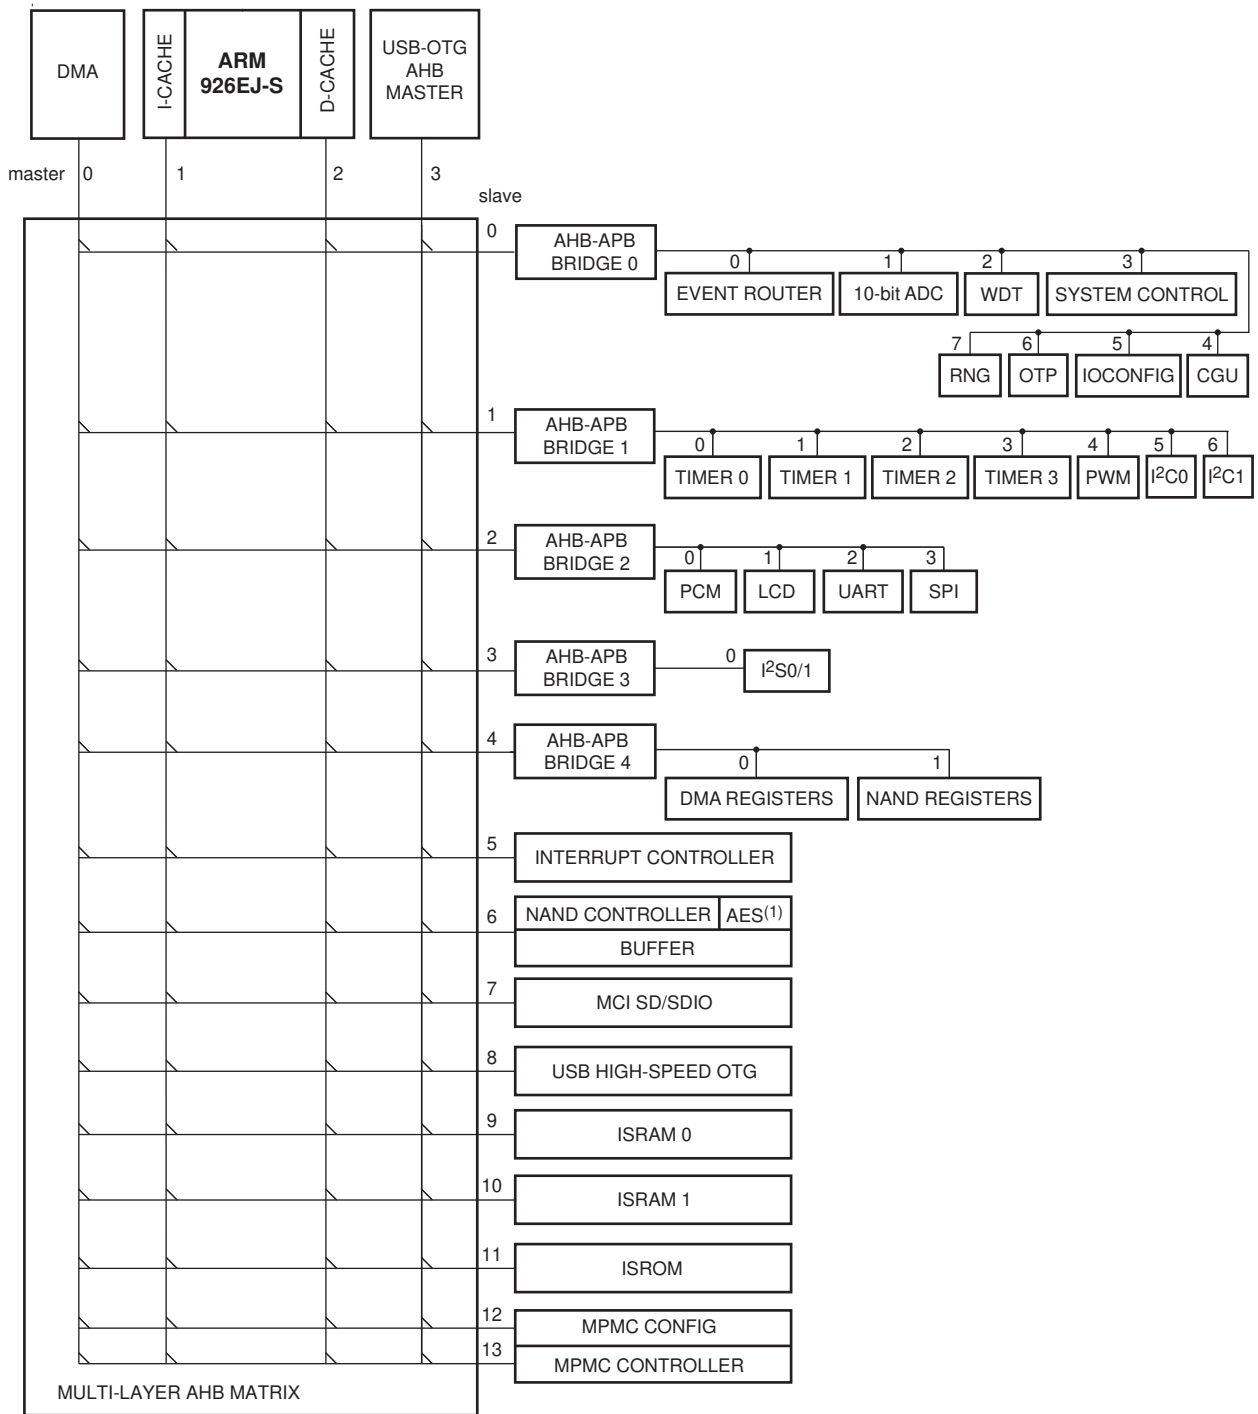 DMA
I-CACHE
ARM
926EJ-S
D-CACHE
USB-OTG
AHB
MASTER
master 0 1 2 3
slave
0
AHB-APB
BRIDGE 0
0 1 2 3
EVENT ROUTER 10-bit ADC WDT SYSTEM CONTROL
7 6 5 4
RNG OTP IOCONFIG CGU
1
AHB-APB
BRIDGE 1
0 1 2 3 4 5 6
TIMER 0 TIMER 1 TIMER 2 TIMER 3 PWM I²C0 I²C1
2
AHB-APB
BRIDGE 2
0 1 2 3
PCM LCD UART SPI
3
AHB-APB
BRIDGE 3
0
I²S0/1
4
AHB-APB
BRIDGE 4
0 1
DMA REGISTERS NAND REGISTERS
5
INTERRUPT CONTROLLER
6
NAND CONTROLLER AES(1)
BUFFER
7
MCI SD/SDIO
8
USB HIGH-SPEED OTG
9
ISRAM 0
10
ISRAM 1
11
ISROM
12
MPMC CONFIG
13
MPMC CONTROLLER
MULTI-LAYER AHB MATRIX